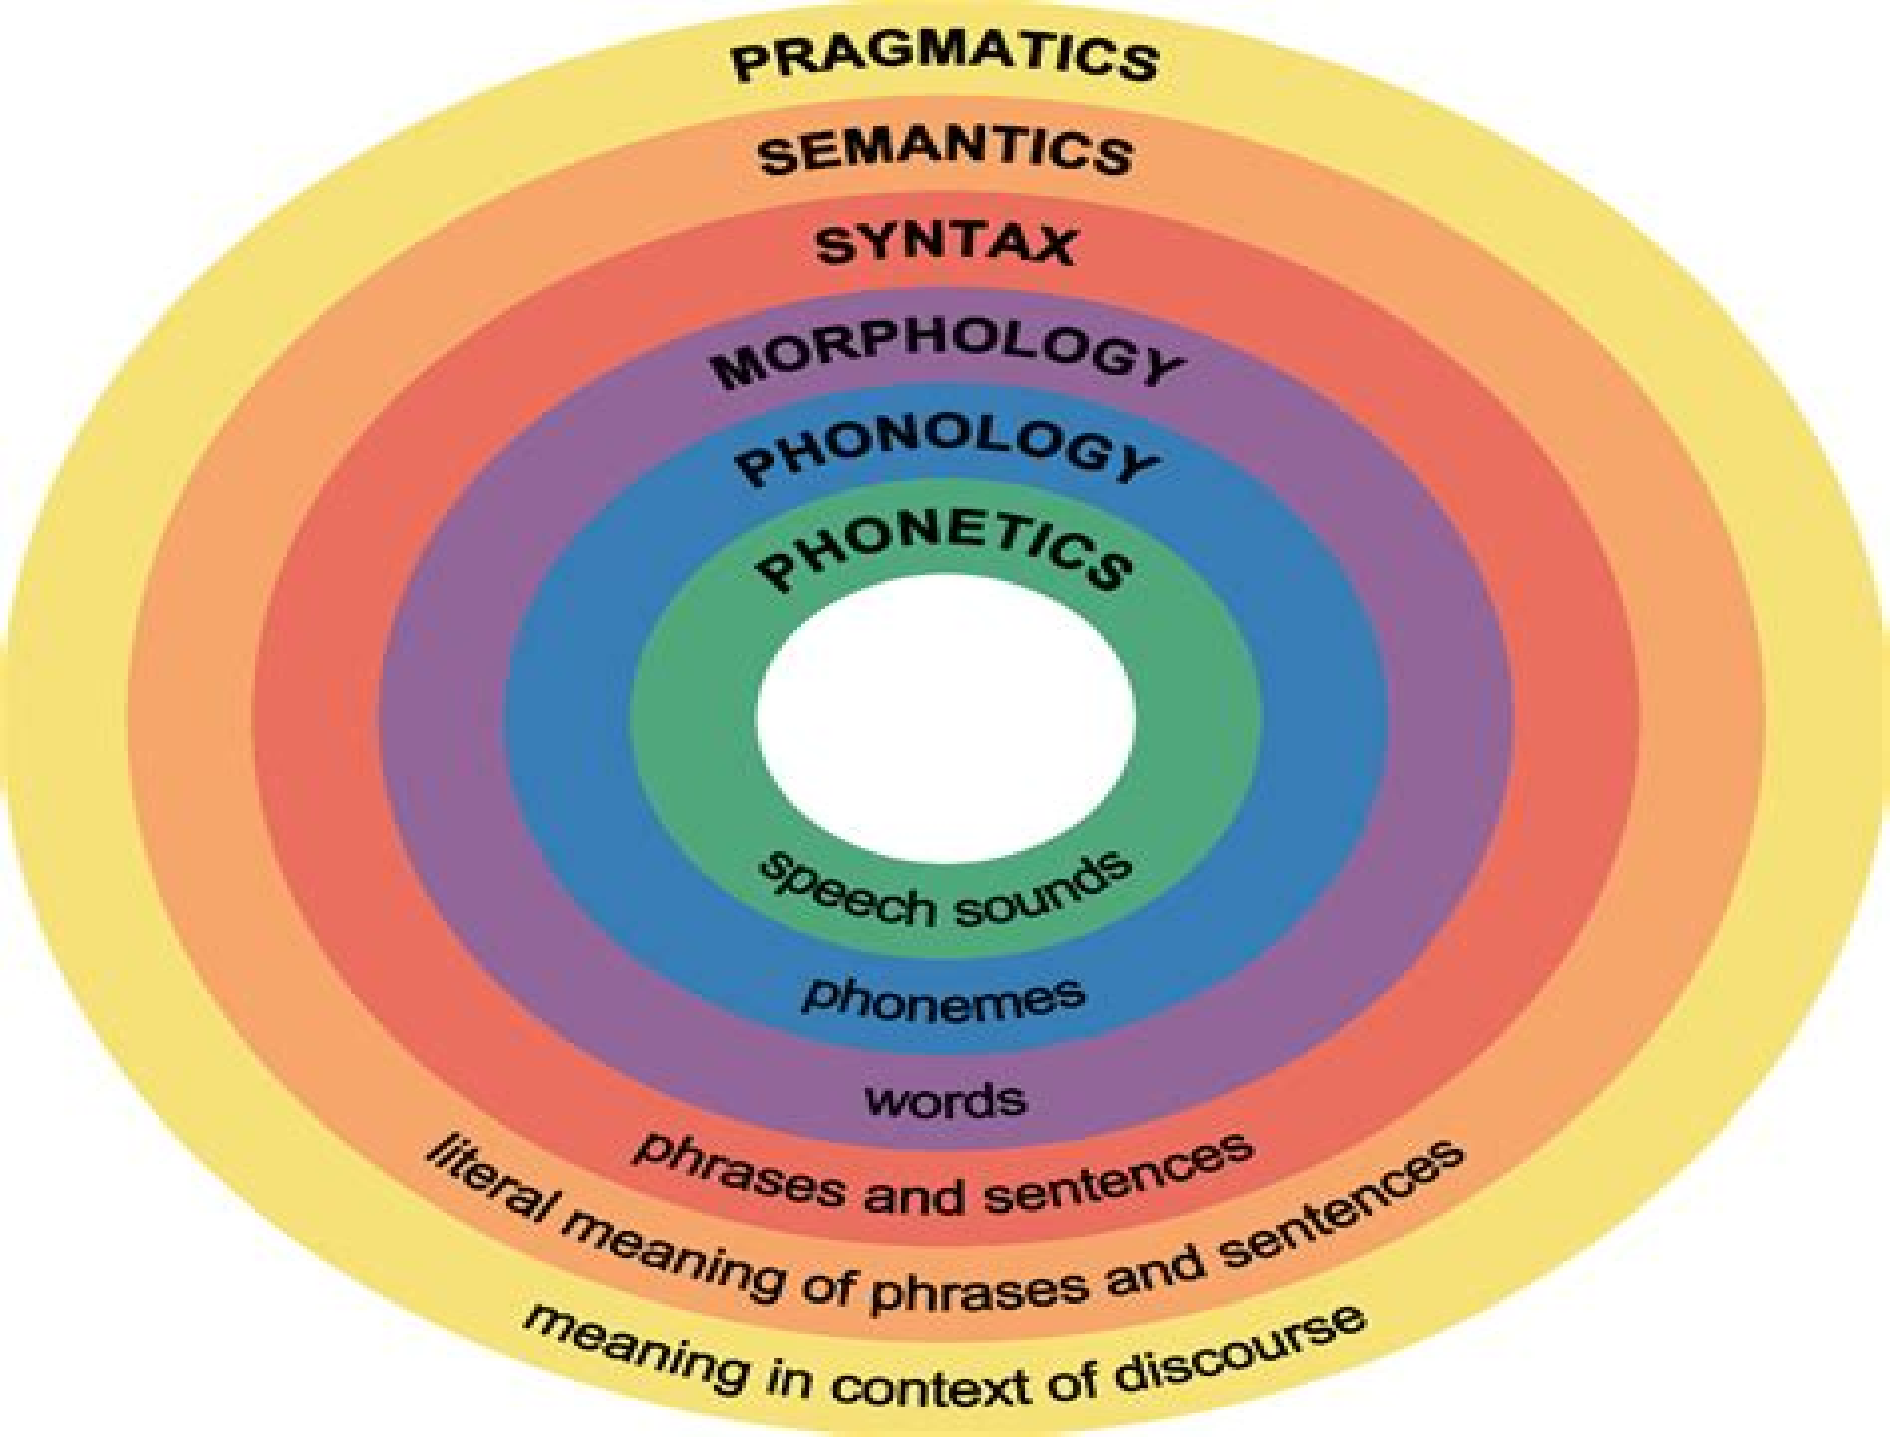 PRAGMATICS
SEMANTICS
SYNTAX
MORPHOLOGY
PHONOLOGY
PHONETICS
speech sounds
phonemes
words
phrases and sentences
literal meaning of phrases and sentences
meaning in context of discourse